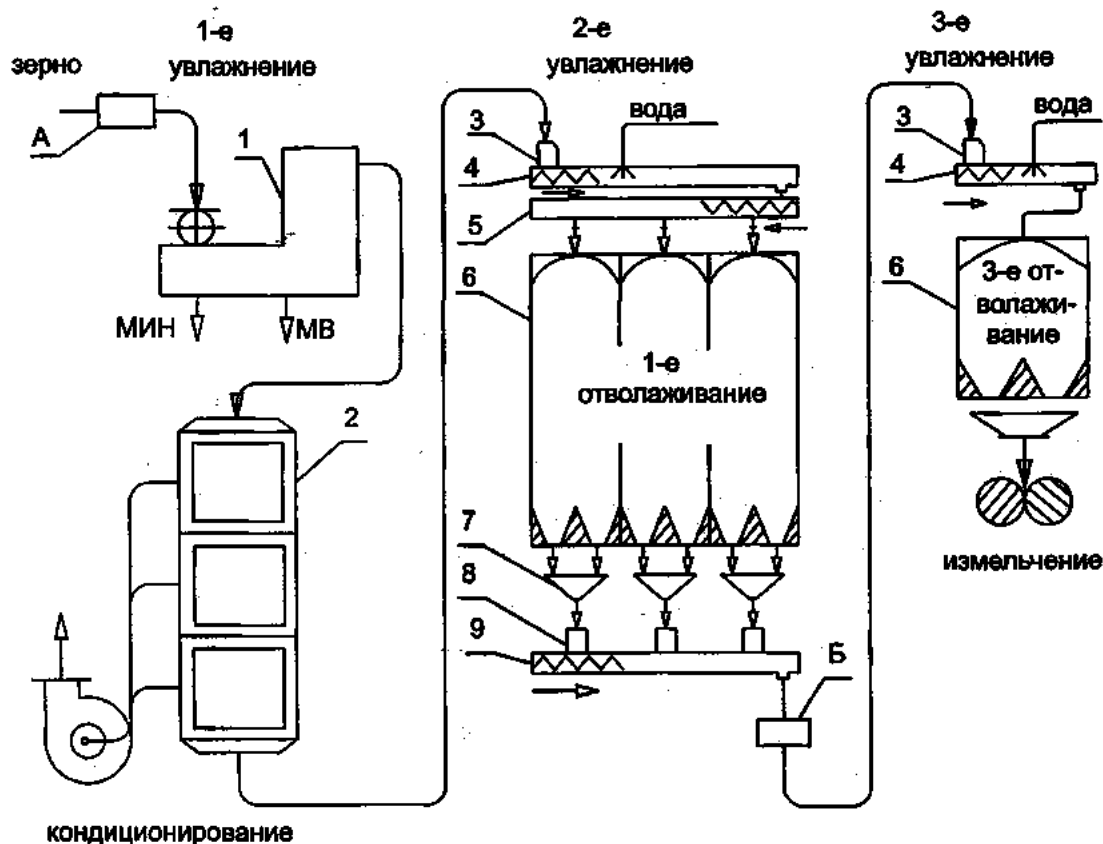 1-е
увлажнение
зерно
А
1
МИН
МВ
2
кондиционирование
2-е
увлажнение
вода
3
4
5
6
1-е
отволаживание
7
8
9
Б
3-е
увлажнение
вода
3
4
6
3-е от-
волажи-
вание
измельчение